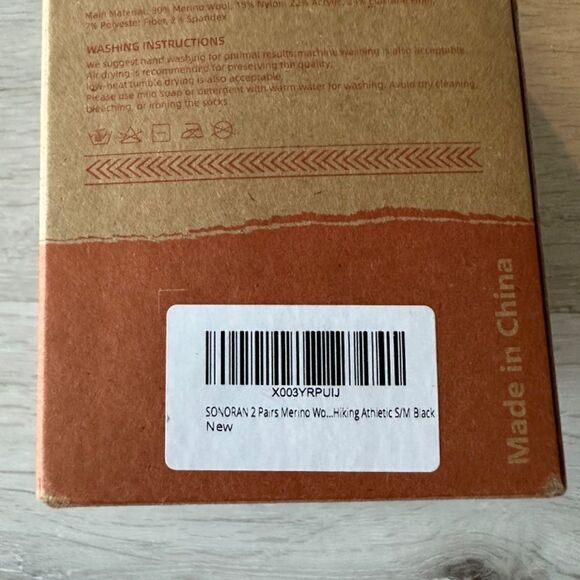 Main Material: 30% Merino Wool, 15% Nylon, 22% Acrylic, 24% Fiber,
7% Polyester Fiber, 2% Spandex
WASHING INSTRUCTIONS
We suggest hand washing for optimal results; machine washing is also acceptable.
Air drying is recommended for preserving the quality;
low-heat tumble drying is also acceptable.
Please use mild soap or detergent with warm water for washing. Avoid dry cleaning,
bleaching, or ironing the socks.
Made in China
X003YRPUIJ
SONORAN 2 Pairs Merino Wo...Hiking Athletic S/M Black
New